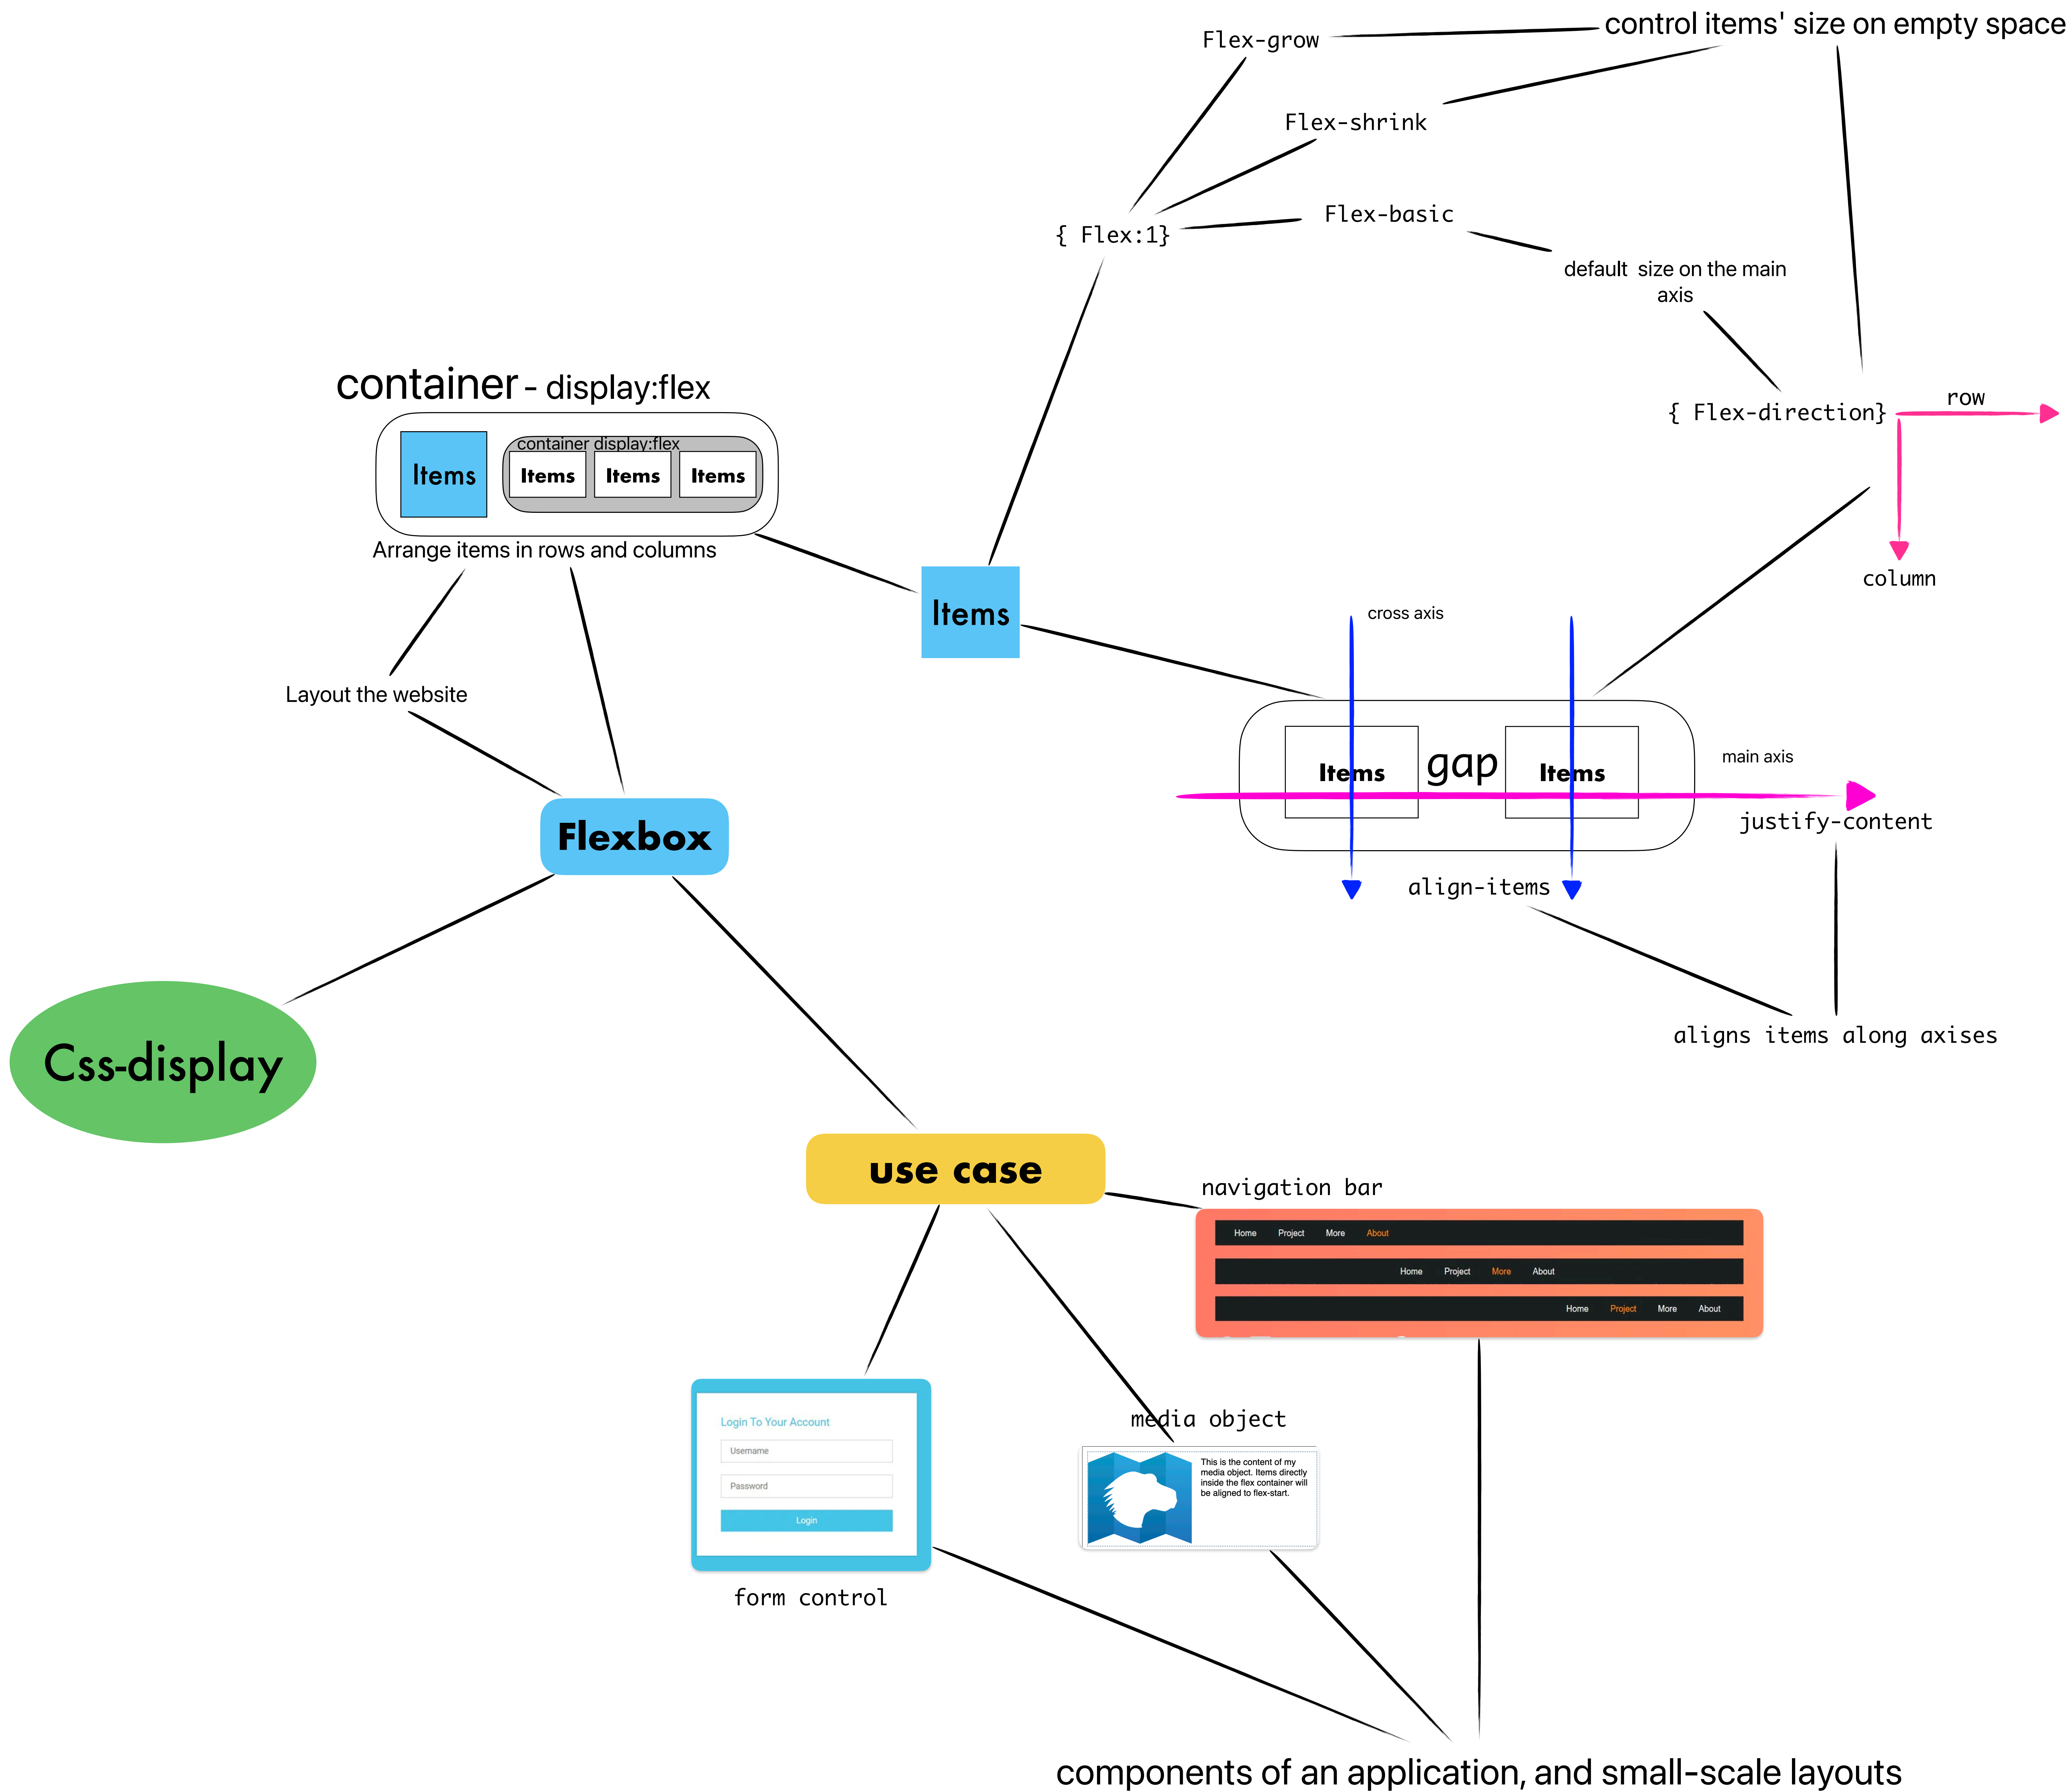 control items' size on empty space
Flex-grow
Flex-shrink
Flex-basic
{ Flex:1}
default  size on the main
axis
{ Flex-direction}
row
column
container - display:flex
container display:flex
Items
Items
Items
Items
Arrange items in rows and columns
Items
Layout the website
cross axis
main axis
Items
gap
Items
justify-content
align-items
aligns items along axises
Flexbox
Css-display
use case
navigation bar
Home Project More About
Home Project More About
Home Project More About
Login To Your Account
Username
Password
Login
form control
media object
This is the content of my
media object. Items directly
inside the flex container will
be aligned to flex-start.
components of an application, and small-scale layouts